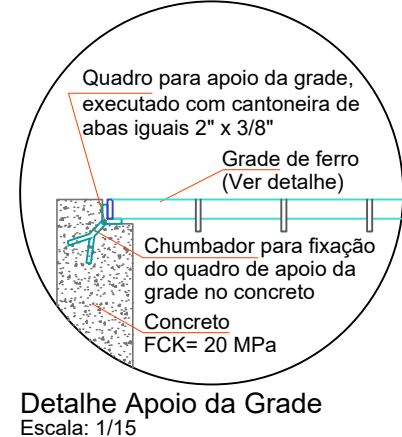 Quadro para apoio da grade,
executado com cantoneira de
abas iguais 2" x 3/8"
Grade de ferro
(Ver detalhe)
Chumbador para fixação
do quadro de apoio da
grade no concreto
Concreto
FCK= 20 MPa
Detalhe Apoio da Grade
Escala: 1/15